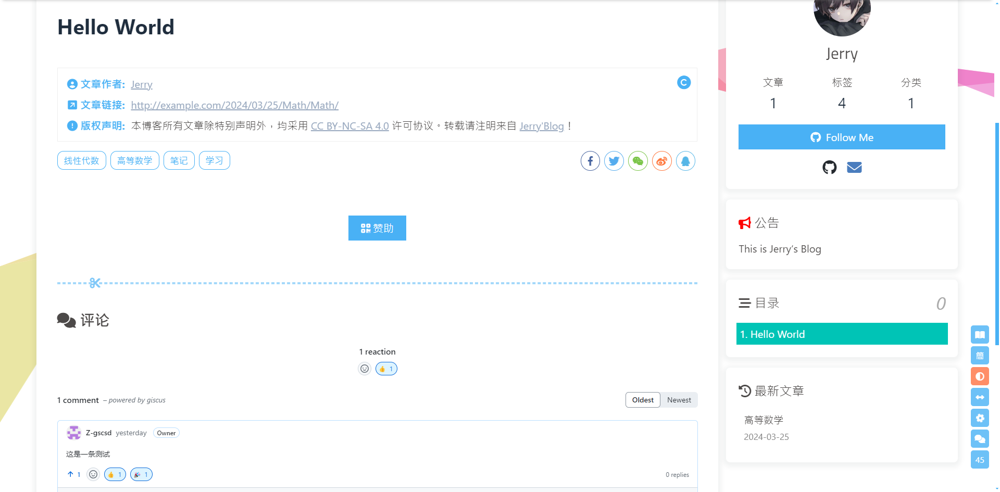 Hello World
文章作者: Jerry
文章链接: http://example.com/2024/03/25/Math/Math/
版权声明: 本博客所有文章除特别声明外，均采用 CC BY-NC-SA 4.0 许可协议。转载请注明来自 Jerry'Blog！
线性代数 高等数学 笔记 学习
赞助
评论
1 reaction
👍 1
1 comment – powered by giscus
Oldest Newest
Z-gscsd yesterday Owner
这是一条测试
↑ 1 👍 1 🎉 1 0 replies
Jerry
文章 标签 分类
1 4 1
Follow Me
公告
This is Jerry‘s Blog
目录 0
1. Hello World
最新文章
高等数学
2024-03-25
簡
45